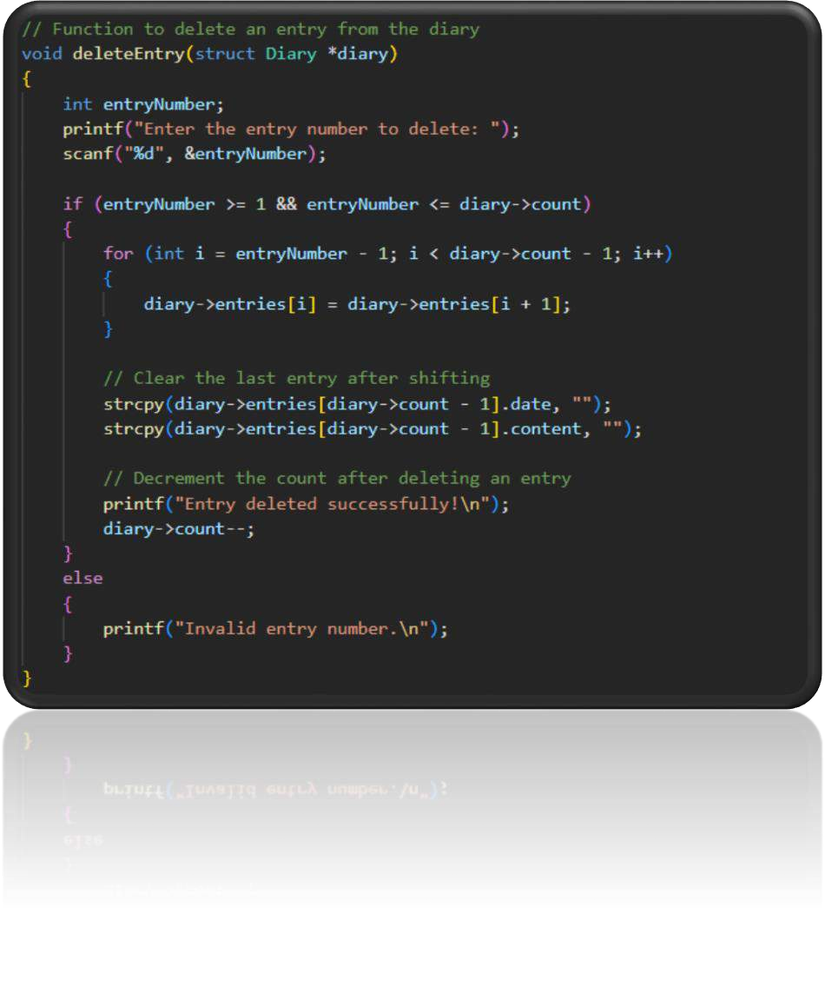 // Function to delete an entry from the diary
void deleteEntry(struct Diary *diary)
{
    int entryNumber;
    printf("Enter the entry number to delete: ");
    scanf("%d", &entryNumber);

    if (entryNumber >= 1 && entryNumber <= diary->count)
    {
        for (int i = entryNumber - 1; i < diary->count - 1; i++)
        {
            diary->entries[i] = diary->entries[i + 1];
        }

        // Clear the last entry after shifting
        strcpy(diary->entries[diary->count - 1].date, "");
        strcpy(diary->entries[diary->count - 1].content, "");

        // Decrement the count after deleting an entry
        printf("Entry deleted successfully!\n");
        diary->count--;
    }
    else
    {
        printf("Invalid entry number.\n");
    }
}